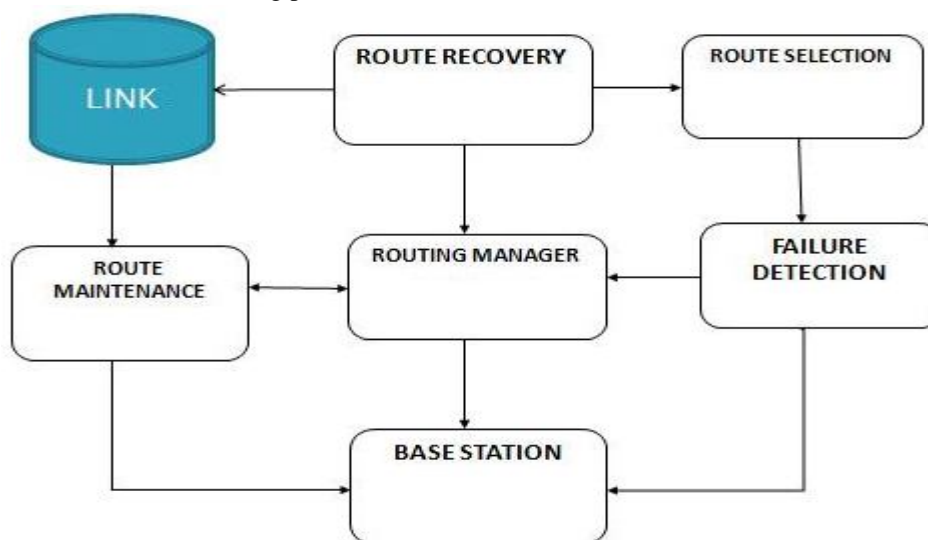 LINK
ROUTE RECOVERY
ROUTE SELECTION
ROUTE
MAINTENANCE
ROUTING MANAGER
FAILURE
DETECTION
BASE STATION